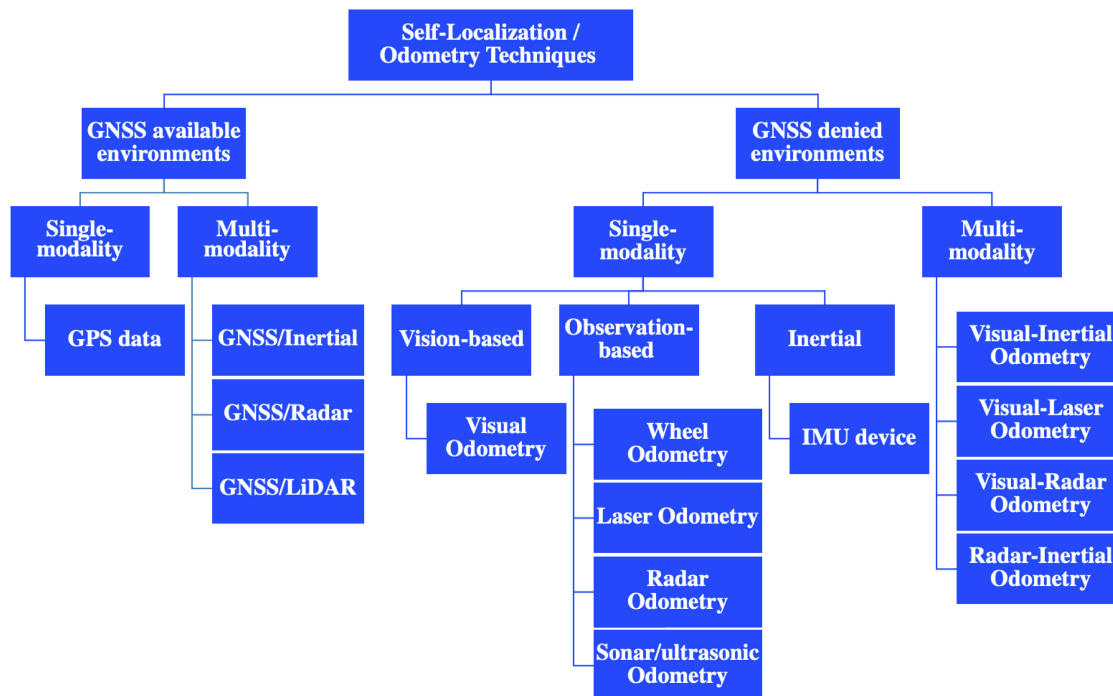 Self-Localization /
Odometry Techniques
GNSS available
environments
GNSS denied
environments
Single-
modality
Multi-
modality
Single-
modality
Multi-
modality
GPS data
GNSS/Inertial
GNSS/Radar
GNSS/LiDAR
Vision-based
Observation-
based
Inertial
Visual
Odometry
Wheel
Odometry
Laser Odometry
Radar
Odometry
Sonar/ultrasonic
Odometry
IMU device
Visual-Inertial
Odometry
Visual-Laser
Odometry
Visual-Radar
Odometry
Radar-Inertial
Odometry